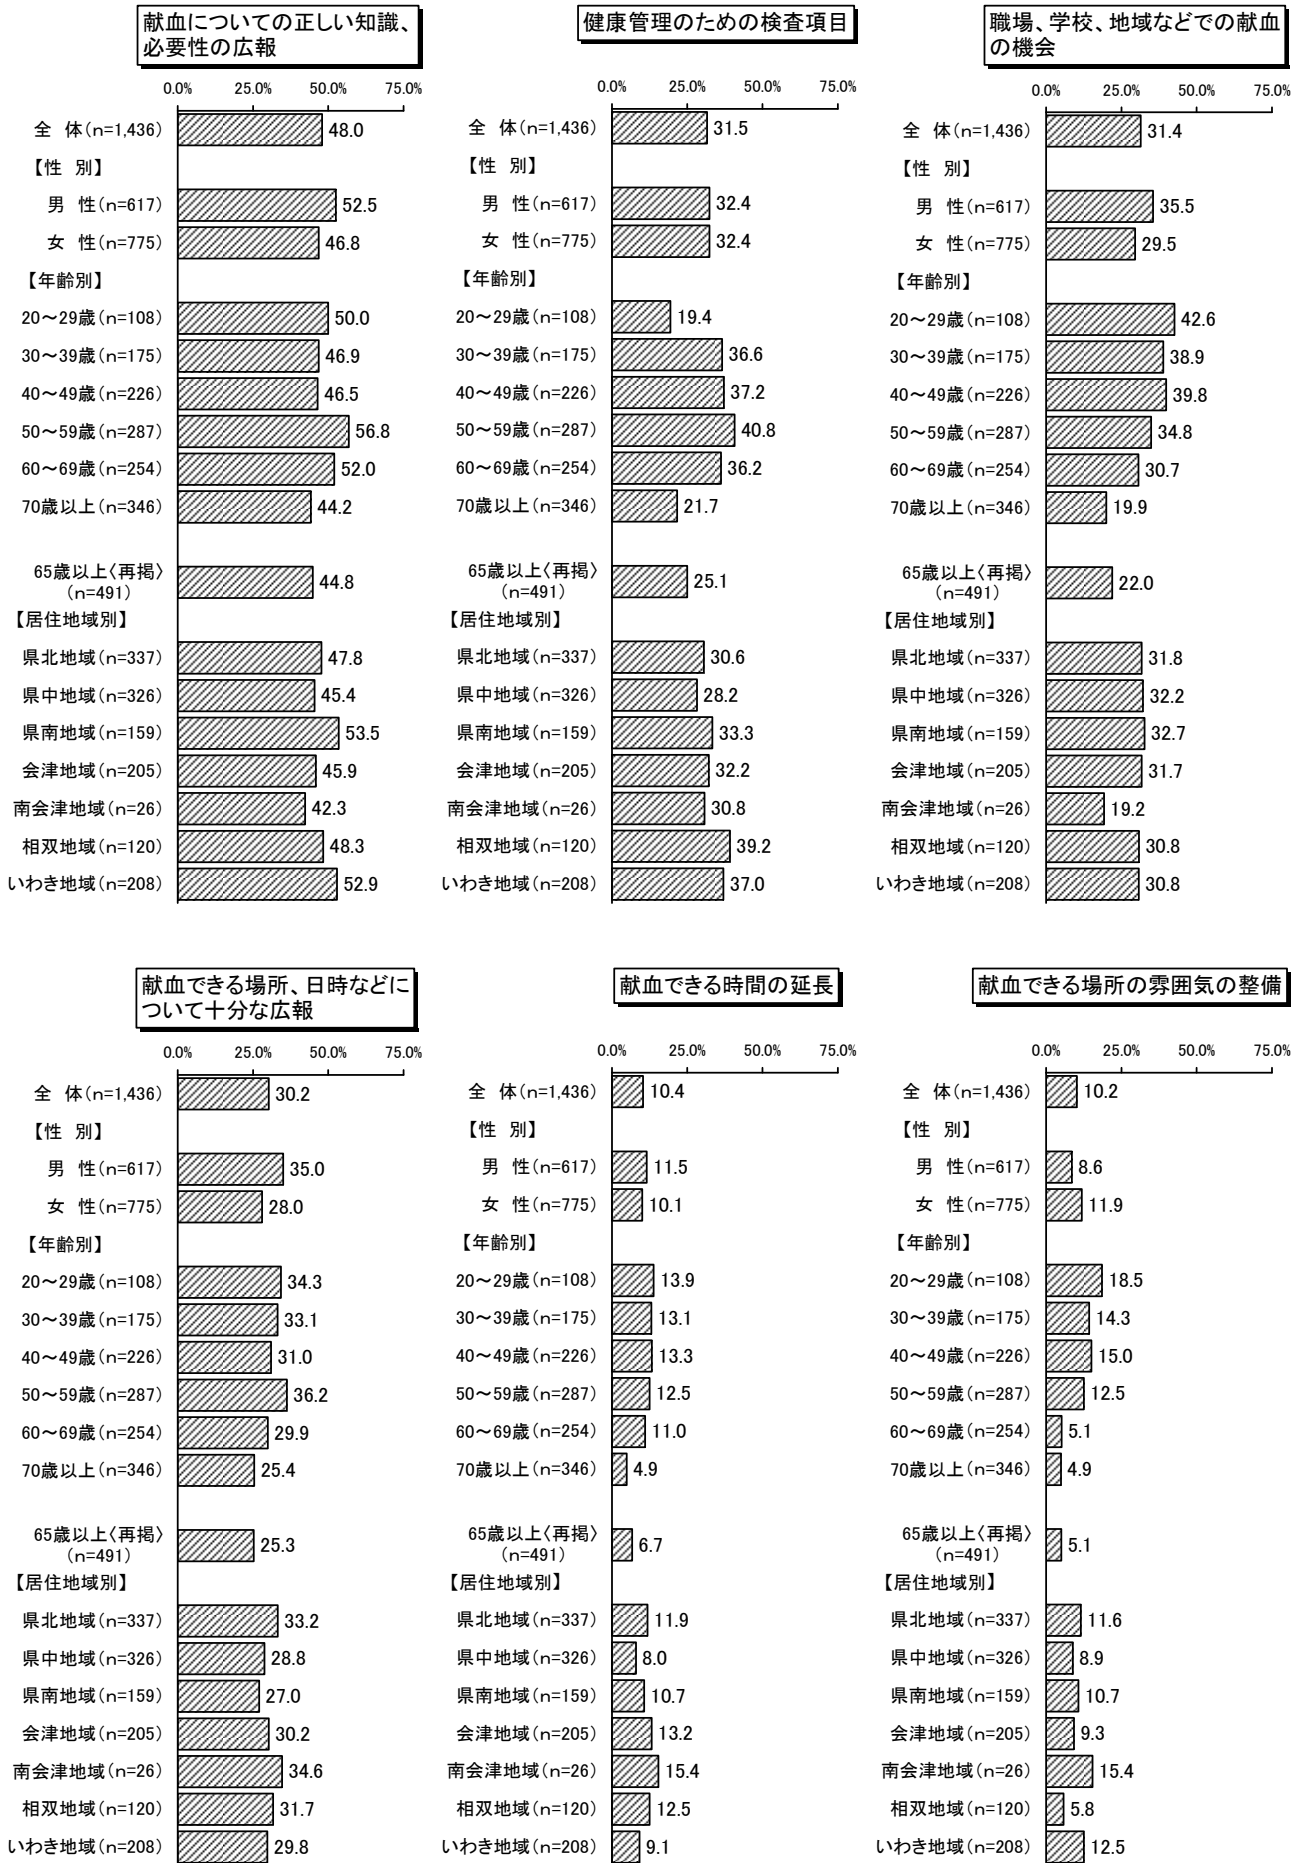 献血についての正しい知識、
必要性の広報
0.0% 25.0% 50.0% 75.0%
全 体(n=1,436) 48.0
【性 別】
男 性(n=617) 52.5
女 性(n=775) 46.8
【年齢別】
20～29歳(n=108) 50.0
30～39歳(n=175) 46.9
40～49歳(n=226) 46.5
50～59歳(n=287) 56.8
60～69歳(n=254) 52.0
70歳以上(n=346) 44.2
65歳以上〈再掲〉
(n=491) 44.8
【居住地域別】
県北地域(n=337) 47.8
県中地域(n=326) 45.4
県南地域(n=159) 53.5
会津地域(n=205) 45.9
南会津地域(n=26) 42.3
相双地域(n=120) 48.3
いわき地域(n=208) 52.9
健康管理のための検査項目
0.0% 25.0% 50.0% 75.0%
全 体(n=1,436) 31.5
【性 別】
男 性(n=617) 32.4
女 性(n=775) 32.4
【年齢別】
20～29歳(n=108) 19.4
30～39歳(n=175) 36.6
40～49歳(n=226) 37.2
50～59歳(n=287) 40.8
60～69歳(n=254) 36.2
70歳以上(n=346) 21.7
65歳以上〈再掲〉
(n=491) 25.1
【居住地域別】
県北地域(n=337) 30.6
県中地域(n=326) 28.2
県南地域(n=159) 33.3
会津地域(n=205) 32.2
南会津地域(n=26) 30.8
相双地域(n=120) 39.2
いわき地域(n=208) 37.0
職場、学校、地域などでの献血
の機会
0.0% 25.0% 50.0% 75.0%
全 体(n=1,436) 31.4
【性 別】
男 性(n=617) 35.5
女 性(n=775) 29.5
【年齢別】
20～29歳(n=108) 42.6
30～39歳(n=175) 38.9
40～49歳(n=226) 39.8
50～59歳(n=287) 34.8
60～69歳(n=254) 30.7
70歳以上(n=346) 19.9
65歳以上〈再掲〉
(n=491) 22.0
【居住地域別】
県北地域(n=337) 31.8
県中地域(n=326) 32.2
県南地域(n=159) 32.7
会津地域(n=205) 31.7
南会津地域(n=26) 19.2
相双地域(n=120) 30.8
いわき地域(n=208) 30.8
献血できる場所、日時などに
ついて十分な広報
0.0% 25.0% 50.0% 75.0%
全 体(n=1,436) 30.2
【性 別】
男 性(n=617) 35.0
女 性(n=775) 28.0
【年齢別】
20～29歳(n=108) 34.3
30～39歳(n=175) 33.1
40～49歳(n=226) 31.0
50～59歳(n=287) 36.2
60～69歳(n=254) 29.9
70歳以上(n=346) 25.4
65歳以上〈再掲〉
(n=491) 25.3
【居住地域別】
県北地域(n=337) 33.2
県中地域(n=326) 28.8
県南地域(n=159) 27.0
会津地域(n=205) 30.2
南会津地域(n=26) 34.6
相双地域(n=120) 31.7
いわき地域(n=208) 29.8
献血できる時間の延長
0.0% 25.0% 50.0% 75.0%
全 体(n=1,436) 10.4
【性 別】
男 性(n=617) 11.5
女 性(n=775) 10.1
【年齢別】
20～29歳(n=108) 13.9
30～39歳(n=175) 13.1
40～49歳(n=226) 13.3
50～59歳(n=287) 12.5
60～69歳(n=254) 11.0
70歳以上(n=346) 4.9
65歳以上〈再掲〉
(n=491) 6.7
【居住地域別】
県北地域(n=337) 11.9
県中地域(n=326) 8.0
県南地域(n=159) 10.7
会津地域(n=205) 13.2
南会津地域(n=26) 15.4
相双地域(n=120) 12.5
いわき地域(n=208) 9.1
献血できる場所の雰囲気の整備
0.0% 25.0% 50.0% 75.0%
全 体(n=1,436) 10.2
【性 別】
男 性(n=617) 8.6
女 性(n=775) 11.9
【年齢別】
20～29歳(n=108) 18.5
30～39歳(n=175) 14.3
40～49歳(n=226) 15.0
50～59歳(n=287) 12.5
60～69歳(n=254) 5.1
70歳以上(n=346) 4.9
65歳以上〈再掲〉
(n=491) 5.1
【居住地域別】
県北地域(n=337) 11.6
県中地域(n=326) 8.9
県南地域(n=159) 10.7
会津地域(n=205) 9.3
南会津地域(n=26) 15.4
相双地域(n=120) 5.8
いわき地域(n=208) 12.5